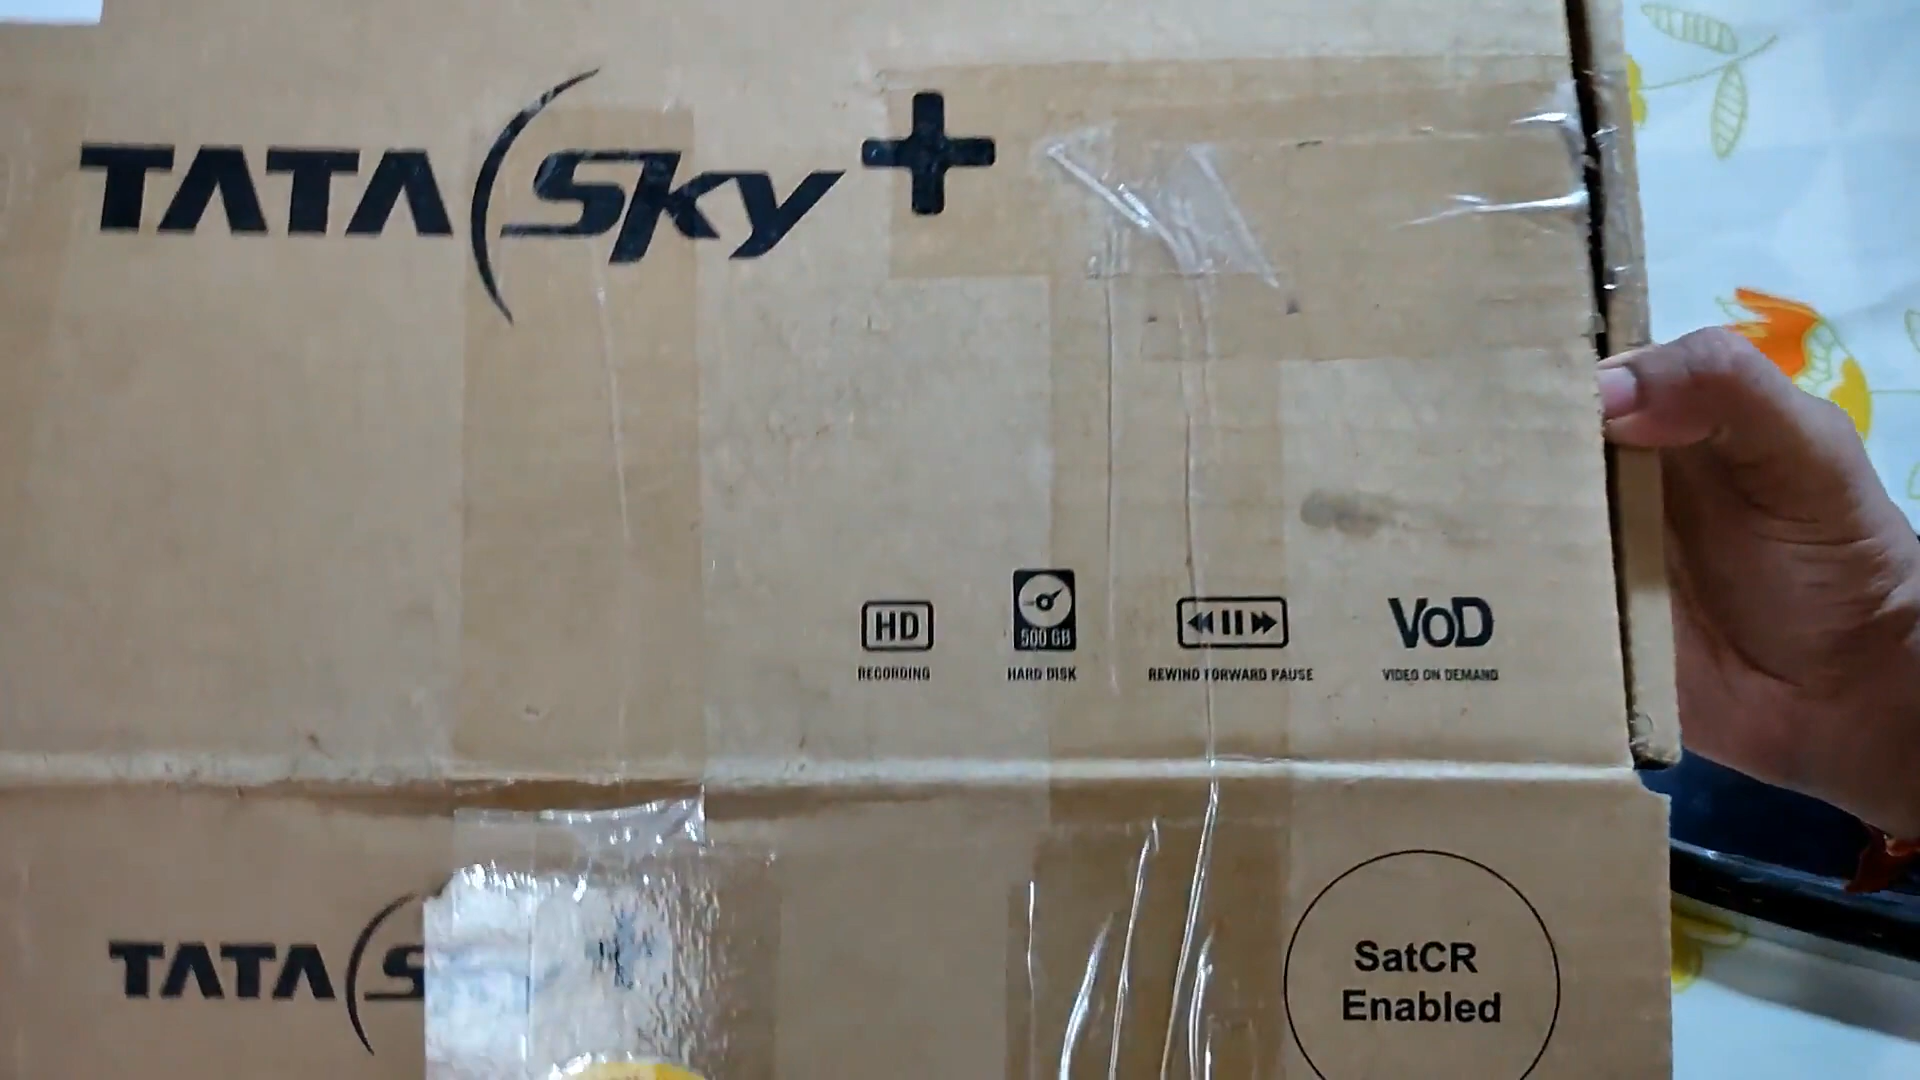 TATA Sky+
HD
RECORDING
500 GB
HARD DISK
REWIND FORWARD PAUSE
VoD
VIDEO ON DEMAND
TATA S
SatCR
Enabled